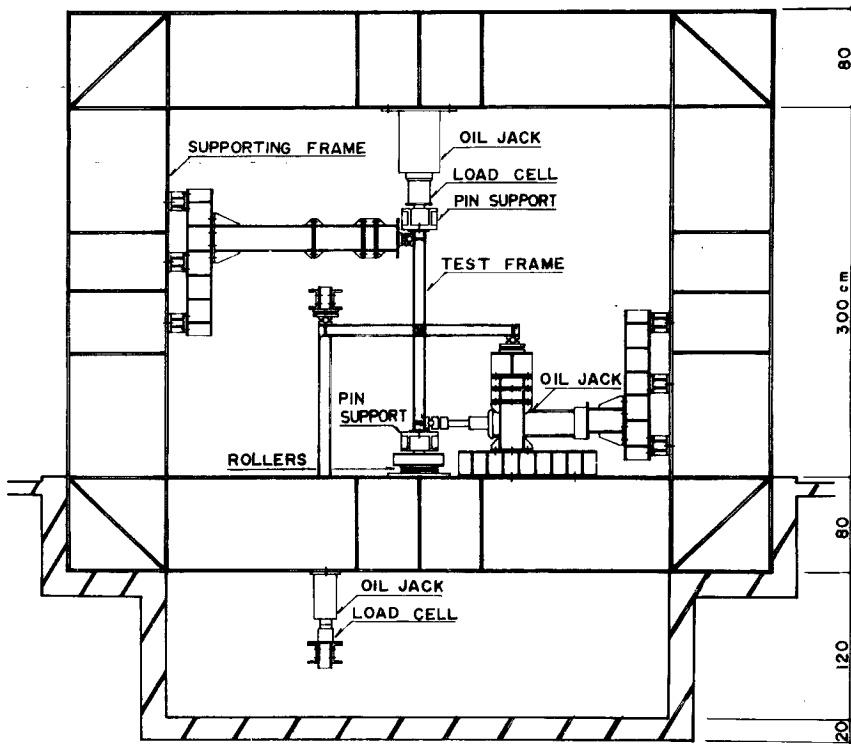 80
OIL JACK
SUPPORTING FRAME
LOAD CELL
PIN SUPPORT
TEST FRAME
300 cm
OIL JACK
PIN
SUPPORT
ROLLERS
80
OIL JACK
LOAD CELL
120
20